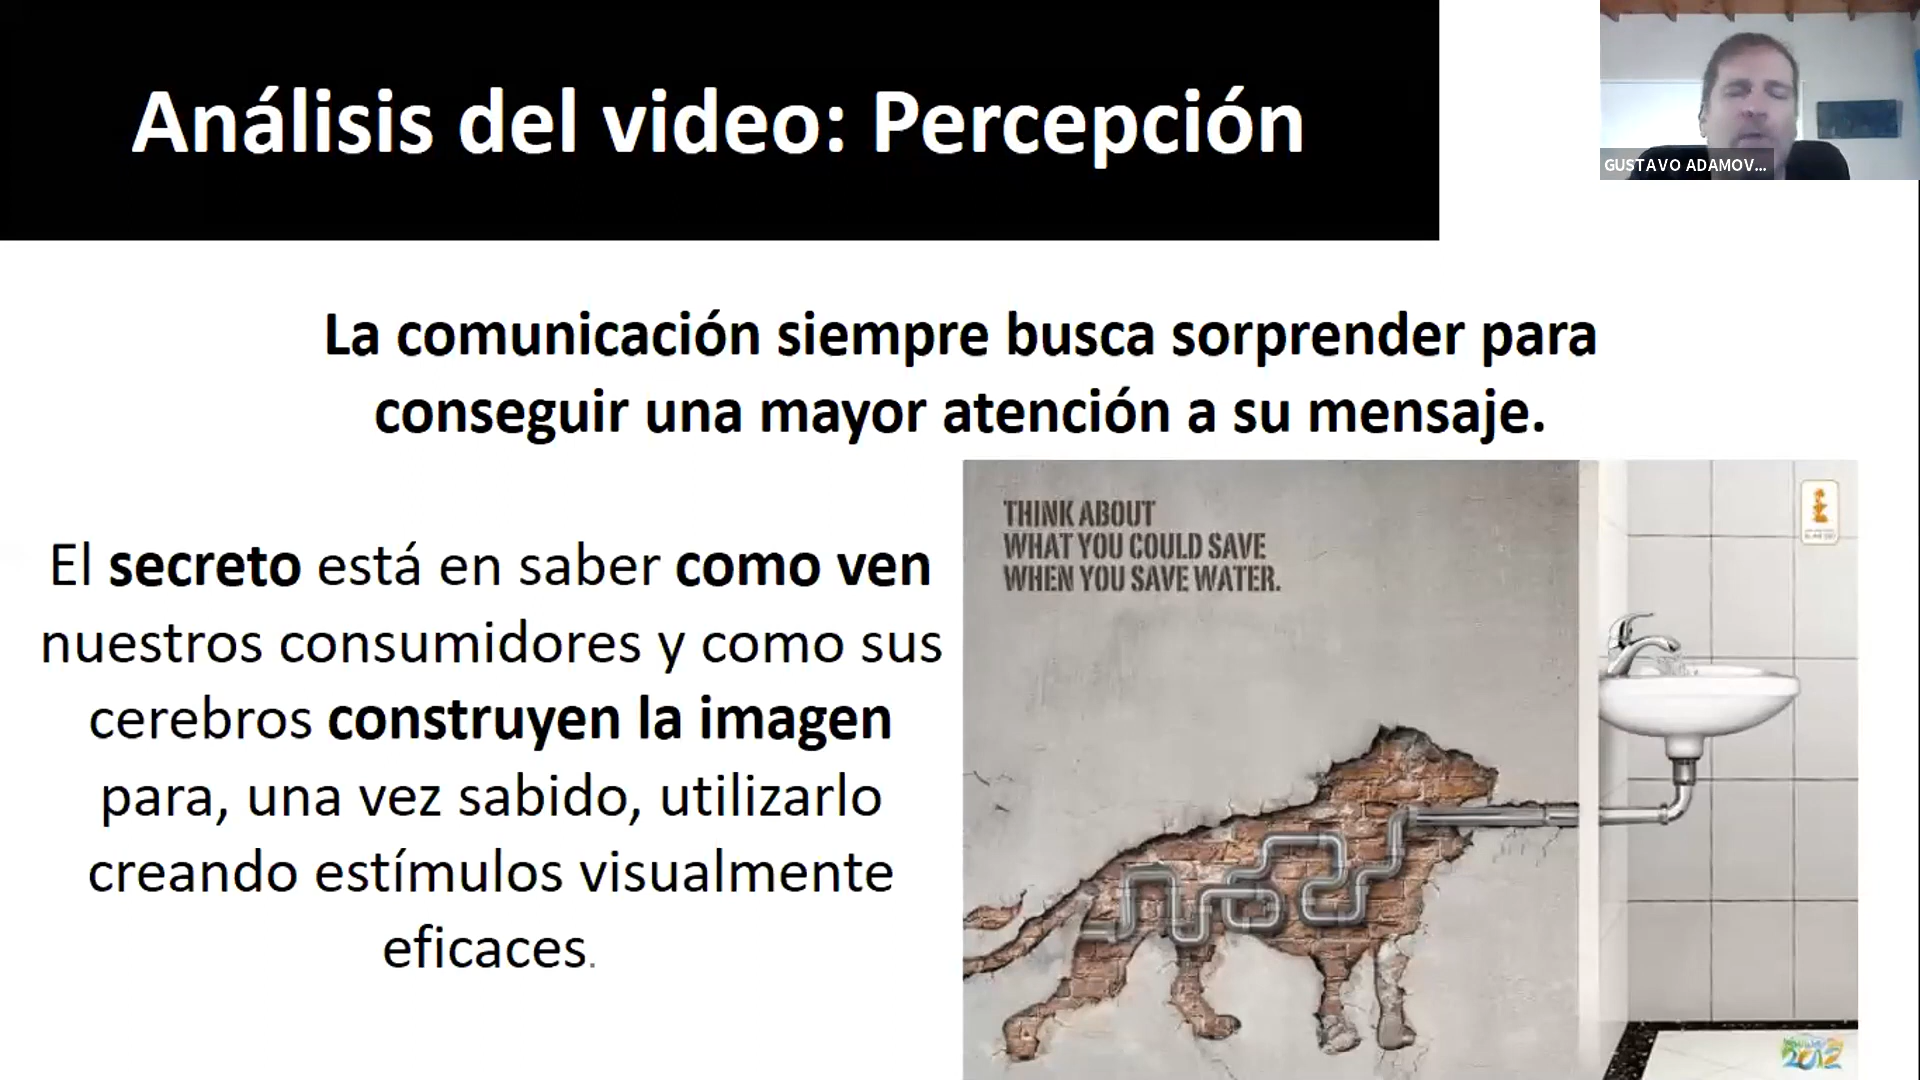 Análisis del video: Percepción
GUSTAVO ADAMOV...
La comunicación siempre busca sorprender para
conseguir una mayor atención a su mensaje.
El secreto está en saber como ven
nuestros consumidores y como sus
cerebros construyen la imagen
para, una vez sabido, utilizarlo
creando estímulos visualmente
eficaces.
THINK ABOUT
WHAT YOU COULD SAVE
WHEN YOU SAVE WATER.
2012